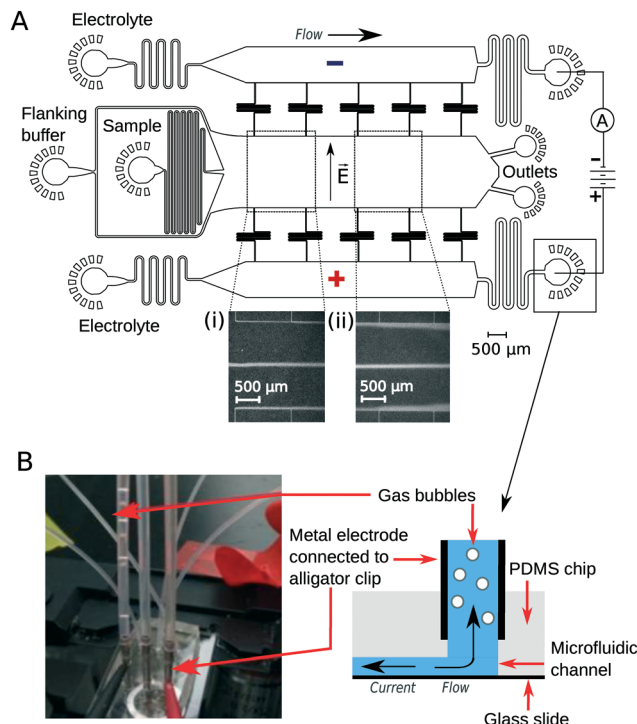 A
Electrolyte
Flow
−
Flanking
buffer
Sample
E
Outlets
A
-
+
+
Electrolyte
(i)
(ii)
500 μm
500 μm
500 μm
B
Gas bubbles
Metal electrode
connected to
alligator clip
PDMS chip
Microfluidic
channel
Current
Flow
Glass slide